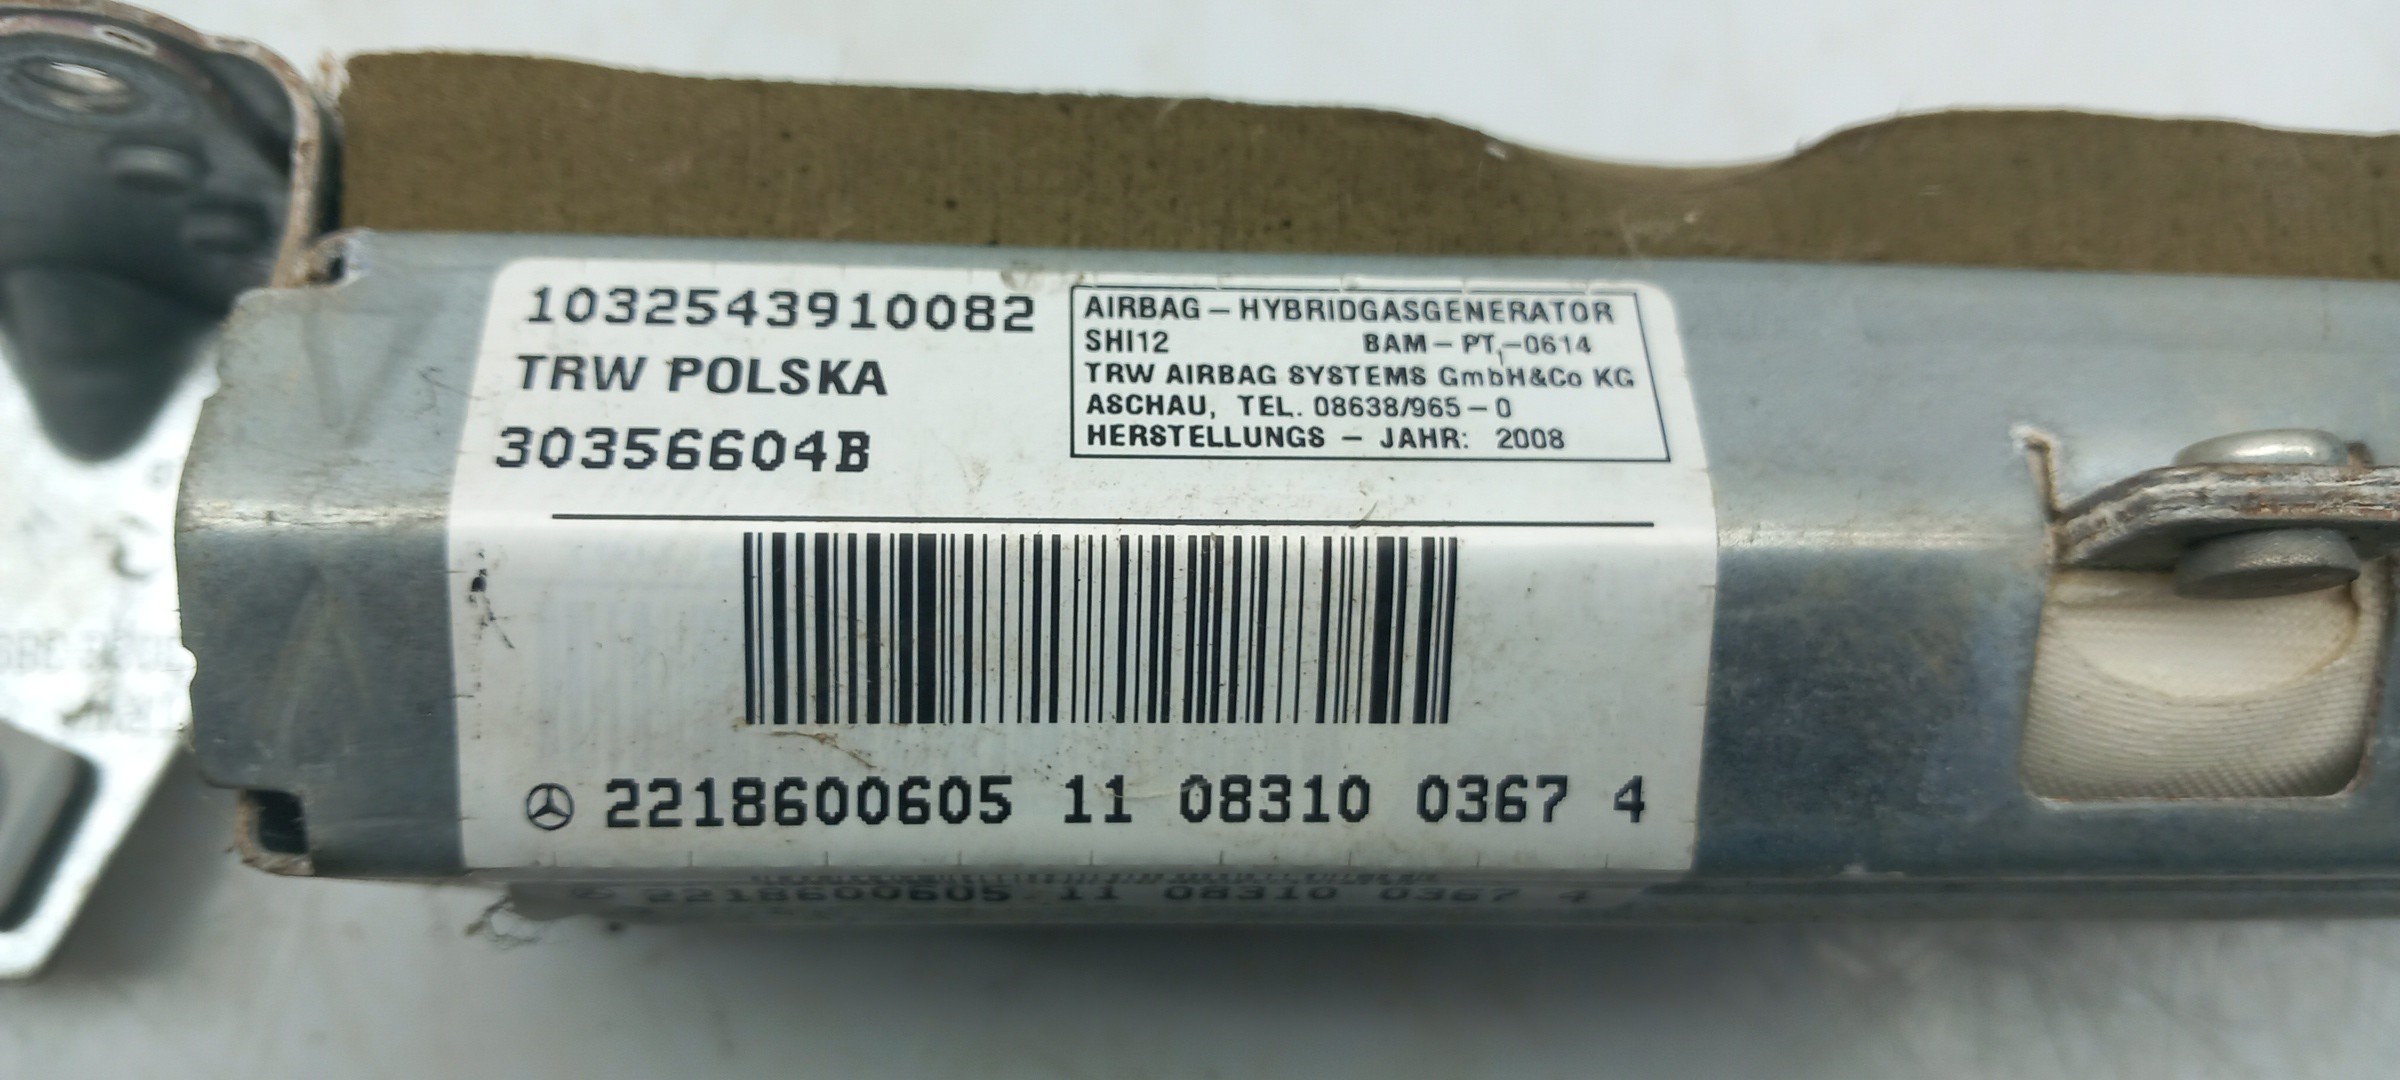 1032543910082
TRW POLSKA
30356604B
AIRBAG – HYBRIDGASGENERATOR
SHI12 BAM – PT1–0614
TRW AIRBAG SYSTEMS GmbH&Co KG
ASCHAU, TEL. 08638/965 – 0
HERSTELLUNGS – JAHR: 2008
2218600605 11 08310 0367 4
2218600605 11 08310 0367 4